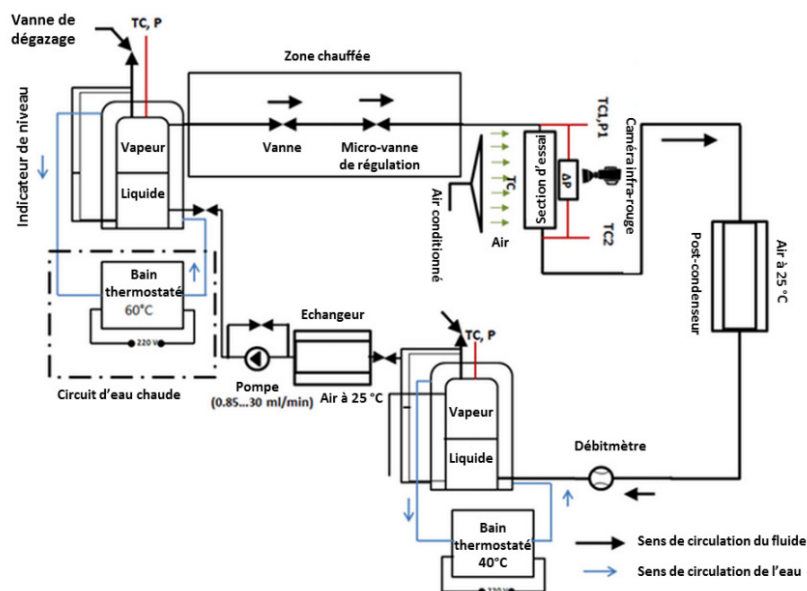 Vanne de
dégazage
TC, P
Zone chauffée
Indicateur de niveau
Vapeur
Liquide
Vanne
Micro-vanne
de régulation
Air conditionné
Air
TC
Section d'essai
ΔP
TC1,P1
TC2
Caméra infra-rouge
Post-condenseur
Air à 25 °C
Bain
thermostaté
60°C
220 V
Circuit d'eau chaude
Echangeur
Pompe
(0.85...30 ml/min)
Air à 25 °C
TC, P
Vapeur
Liquide
Débitmètre
Bain
thermostaté
40°C
220 V
Sens de circulation du fluide
Sens de circulation de l'eau